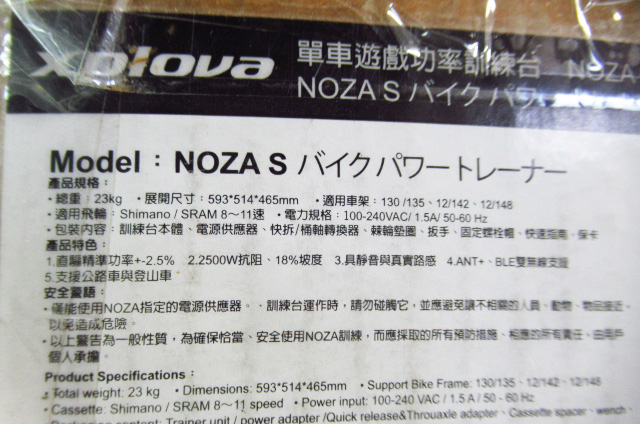 xplova 單車遊戲功率訓練台 NOZA
NOZA S バイク パワー
Model：NOZA S バイク パワートレーナー
產品規格：
・總重：23kg ・展開尺寸：593*514*465mm ・適用車架：130 /135、12/142、12/148
・適用飛輪：Shimano / SRAM 8～11速 ・電力規格：100-240VAC/ 1.5A/ 50-60 Hz
・包裝內容：訓練台本體、電源供應器、快拆/桶軸轉換器、棘輪墊圈、扳手、固定螺栓帽、快速指南、保卡
產品特色：
1.直驅精準功率+-2.5% 2.2500W抗阻、18%坡度 3.具靜音與真實路感 4.ANT+、BLE雙無線支援
5.支援公路車與登山車
安全警語：
・僅能使用NOZA指定的電源供應器。・訓練台運作時，請勿碰觸它，並應避免讓不相關的人員、動物、物品接近，
以免造成危險。
・以上警告為一般性質，為確保恰當、安全使用NOZA訓練，而應採取的所有預防措施、相應的所有責任，由用戶
個人承擔。
Product Specifications：
・Total weight: 23 kg ・Dimensions: 593*514*465mm ・Support Bike Frame: 130/135、12/142、12/148
・Cassette: Shimano / SRAM 8～11 speed ・Power input: 100-240 VAC / 1.5 A / 50 - 60 Hz
content: Trainer unit / power adapter /Quick release&Throuaxle adapter、Cassette spacer、wench、